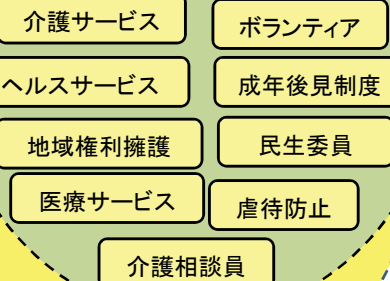 介護サービス
ボランティア
ヘルスサービス
成年後見制度
地域権利擁護
民生委員
医療サービス
虐待防止
介護相談員